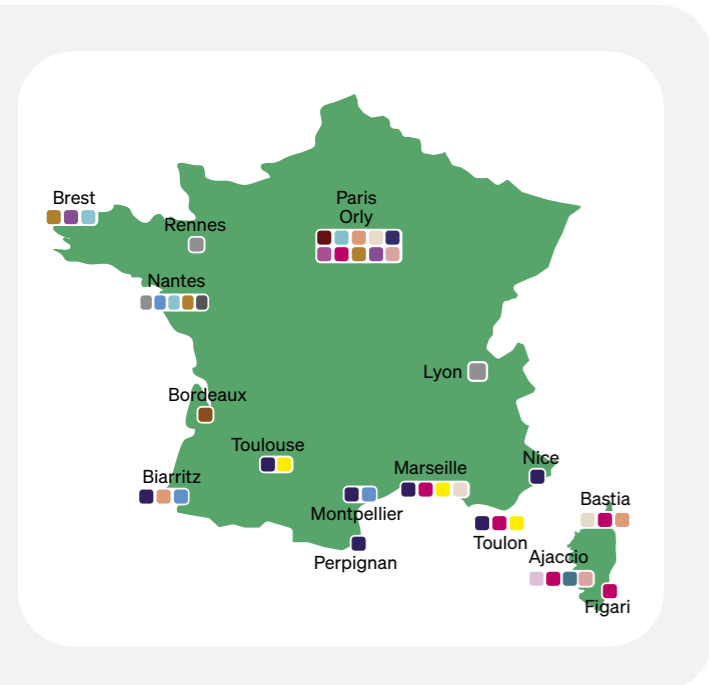 Brest
Paris
Orly
Rennes
Nantes
Lyon
Bordeaux
Toulouse
Marseille
Nice
Biarritz
Bastia
Montpellier
Toulon
Ajaccio
Perpignan
Figari